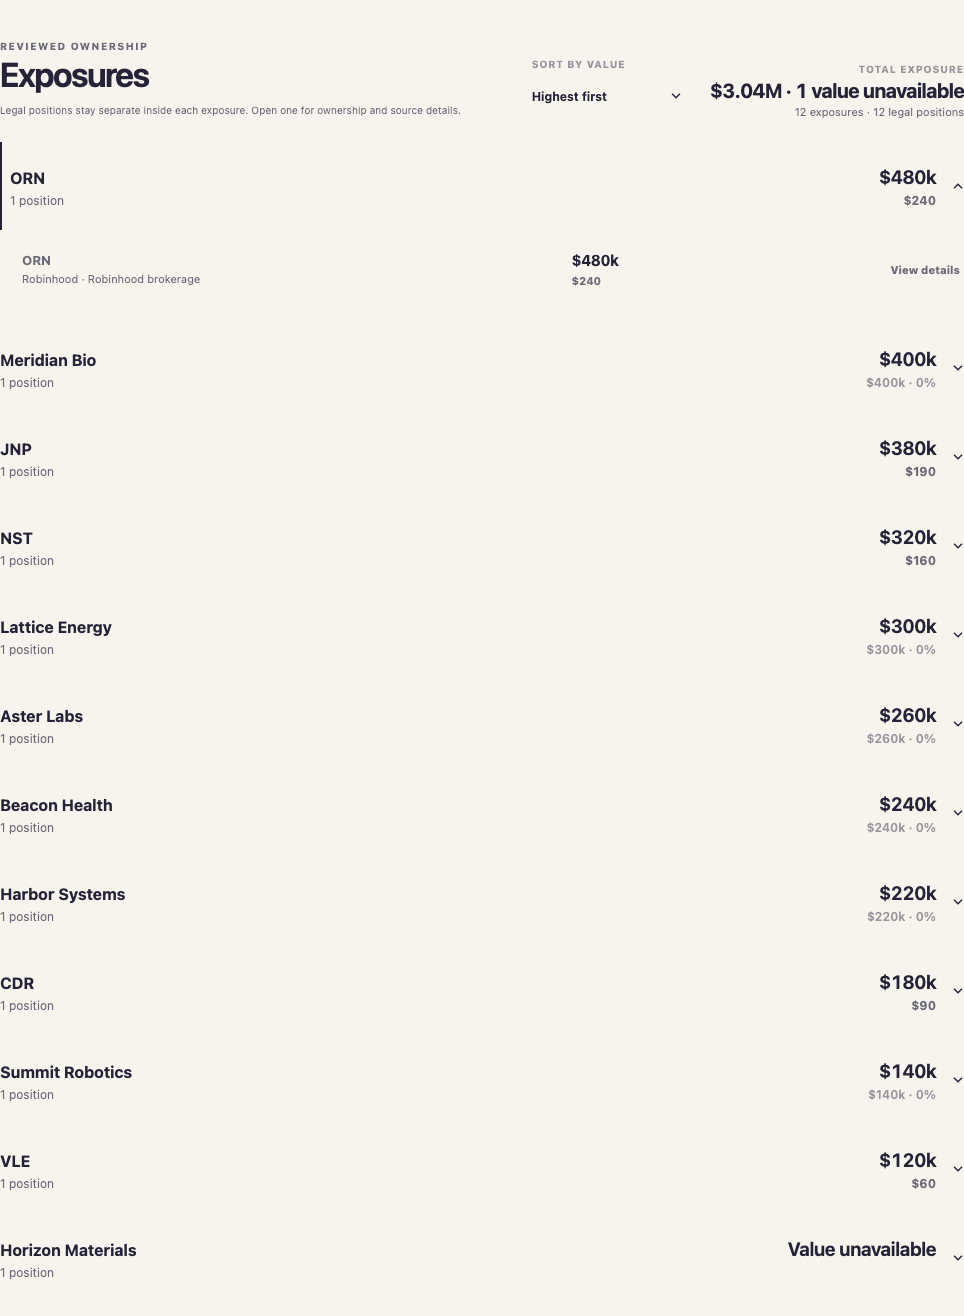 REVIEWED OWNERSHIP
Exposures
Legal positions stay separate inside each exposure. Open one for ownership and source details.
SORT BY VALUE
Highest first
TOTAL EXPOSURE
$3.04M · 1 value unavailable
12 exposures · 12 legal positions
ORN
1 position
$480k
$240
ORN
Robinhood · Robinhood brokerage
$480k
$240
View details
Meridian Bio
1 position
$400k
$400k · 0%
JNP
1 position
$380k
$190
NST
1 position
$320k
$160
Lattice Energy
1 position
$300k
$300k · 0%
Aster Labs
1 position
$260k
$260k · 0%
Beacon Health
1 position
$240k
$240k · 0%
Harbor Systems
1 position
$220k
$220k · 0%
CDR
1 position
$180k
$90
Summit Robotics
1 position
$140k
$140k · 0%
VLE
1 position
$120k
$60
Horizon Materials
1 position
Value unavailable